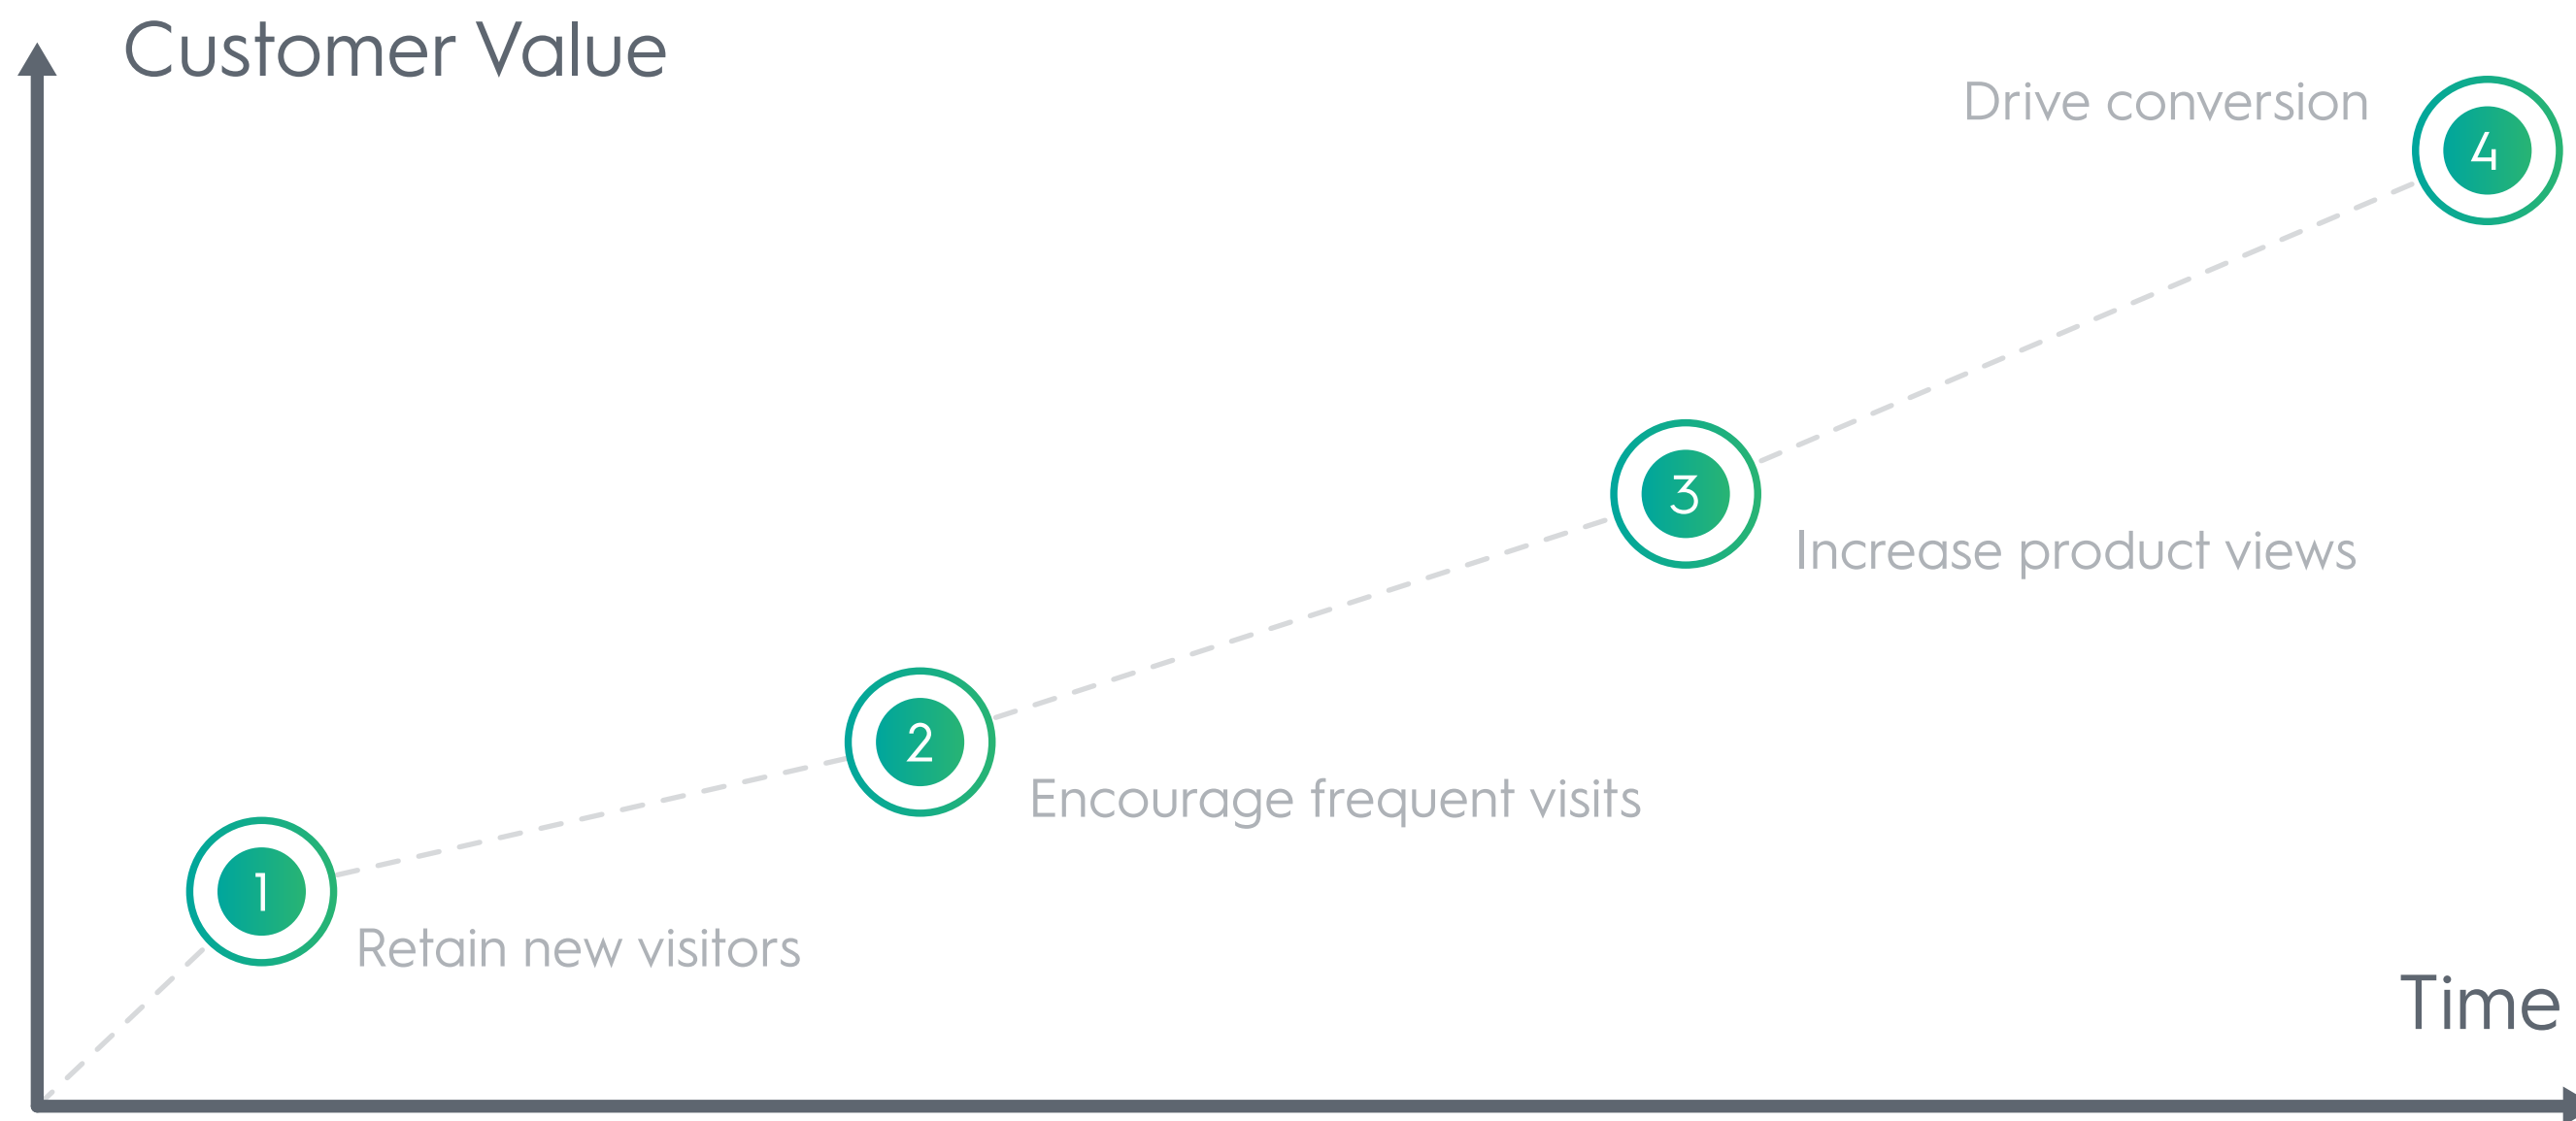 Customer Value
Drive conversion
4
3
Increase product views
2
Encourage frequent visits
1
Retain new visitors
Time